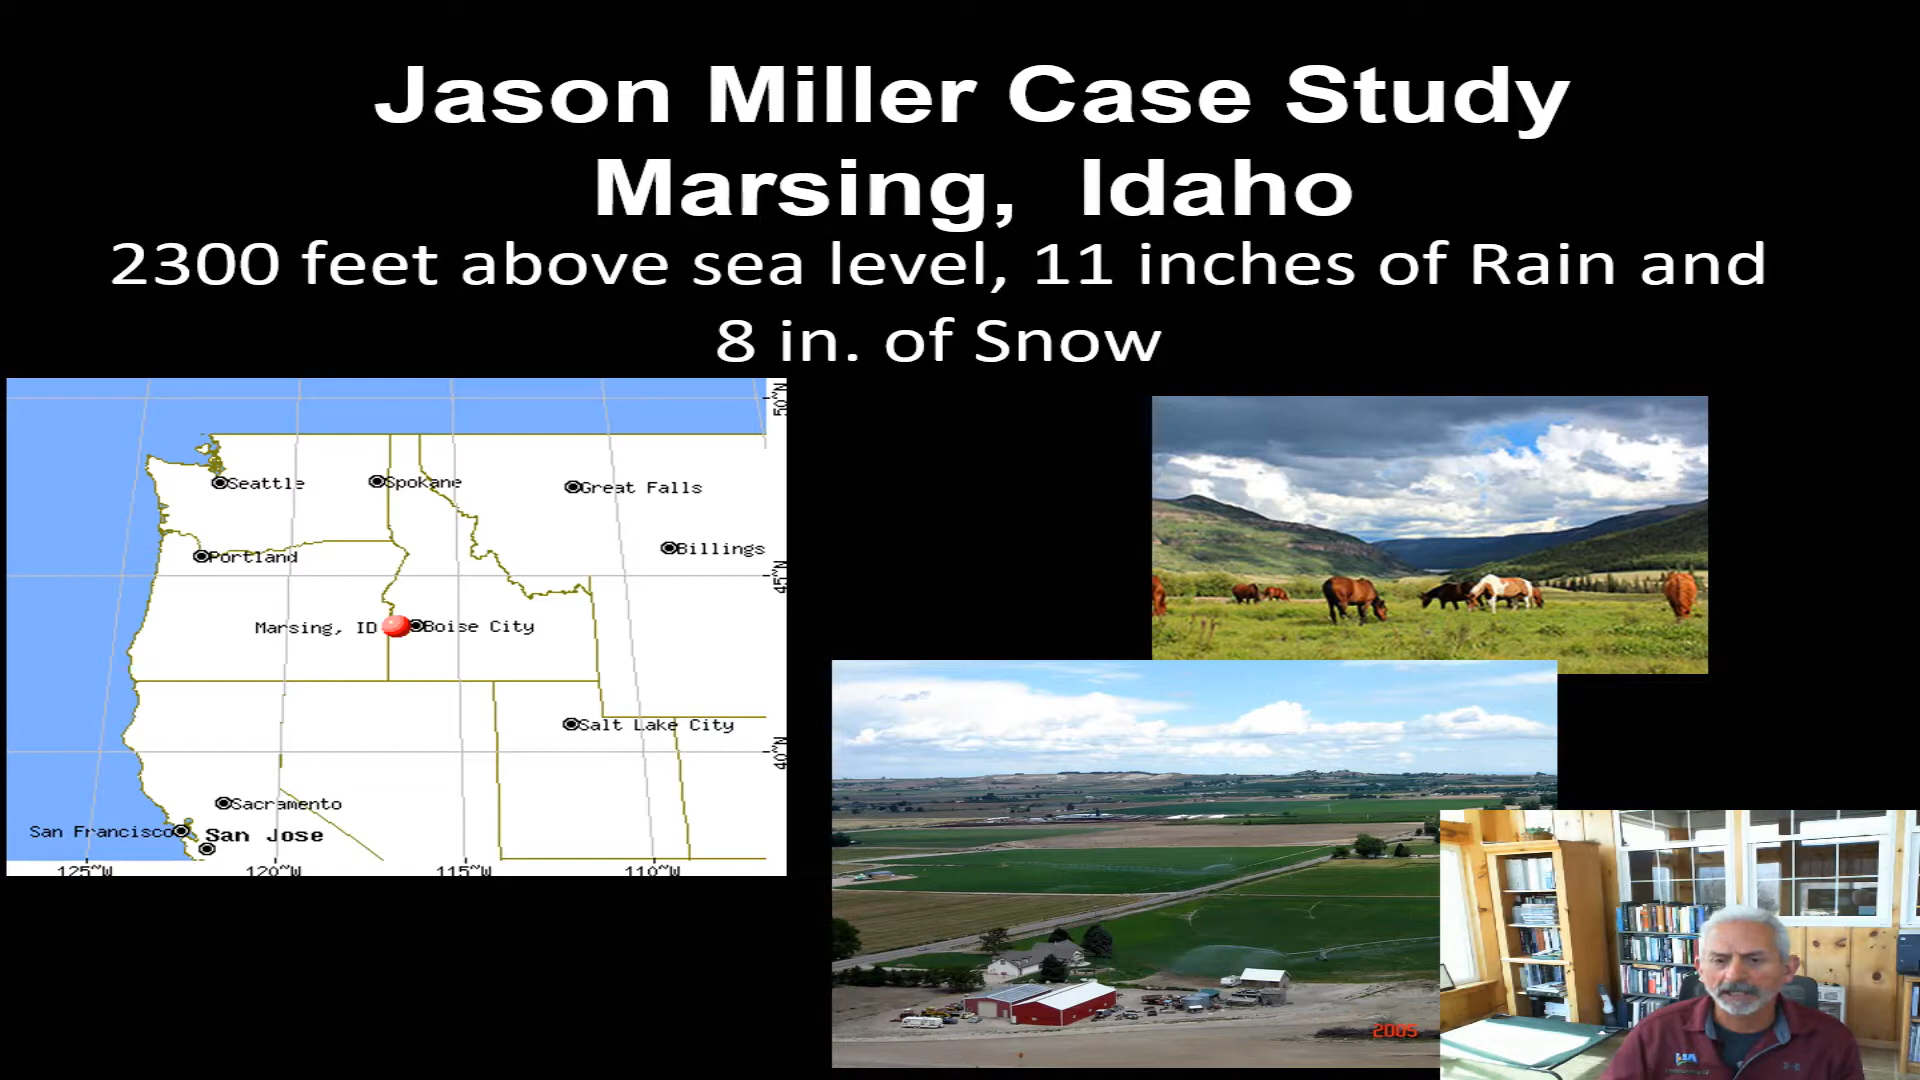 Jason Miller Case Study
Marsing, Idaho
2300 feet above sea level, 11 inches of Rain and
8 in. of Snow
50°N
Seattle
Spokane
Great Falls
Portland
Billings
45°N
Marsing, ID
Boise City
Salt Lake City
40°N
Sacramento
San Francisco
San Jose
125°W
120°W
115°W
110°W
2005